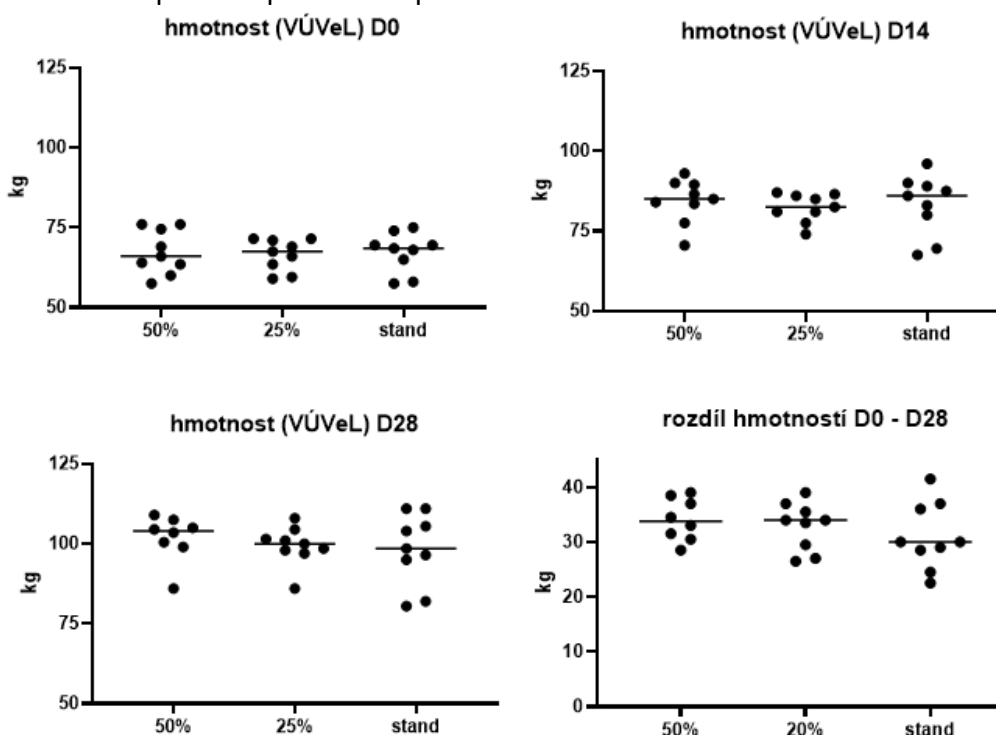 hmotnost (VÚVeL) D0
125
100
75
50
kg
50% 25% stand
hmotnost (VÚVeL) D14
125
100
75
50
kg
50% 25% stand
hmotnost (VÚVeL) D28
125
100
75
50
kg
50% 25% stand
rozdíl hmotností D0 - D28
40
30
20
10
0
kg
50% 20% stand